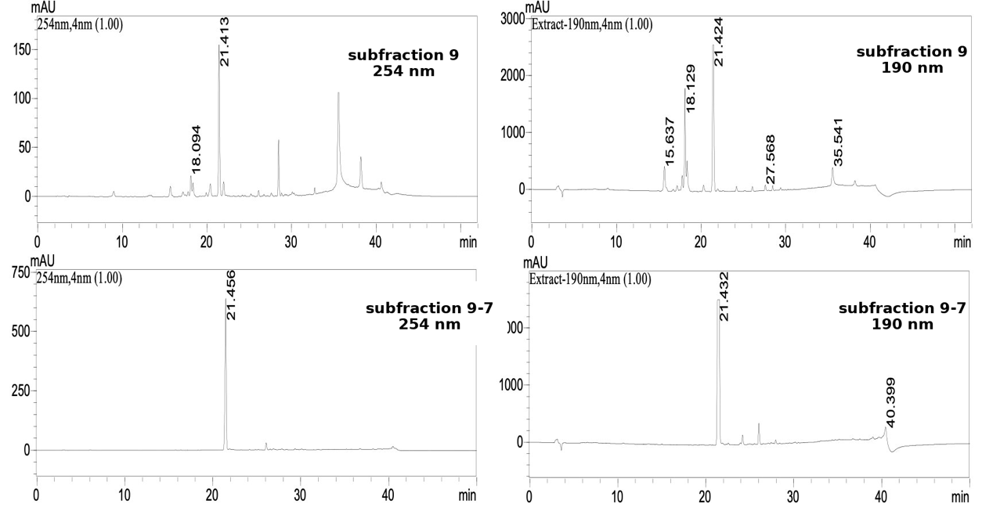 mAU
254nm,4nm (1.00)
21.413
subfraction 9
254 nm
18.094
150
100
50
0
0 10 20 30 40 min
mAU
3000
Extract-190nm,4nm (1.00)
21.424
subfraction 9
190 nm
18.129
15.637
27.568
35.541
2000
1000
0
0 10 20 30 40 min
mAU
750
254nm,4nm (1.00)
21.456
subfraction 9-7
254 nm
500
250
0
0 10 20 30 40 min
mAU
Extract-190nm,4nm (1.00)
21.432
subfraction 9-7
190 nm
40.399
000
1000
0
0 10 20 30 40 min